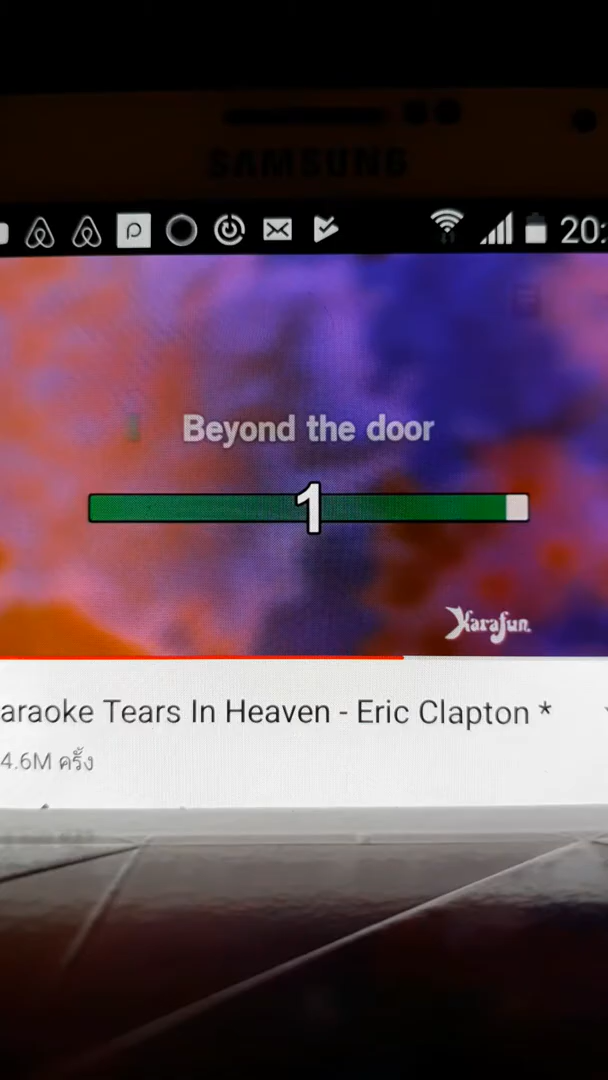 SAMSUNG
20:
Beyond the door
1
Karafun
araoke Tears In Heaven - Eric Clapton *
4.6M ครั้ง